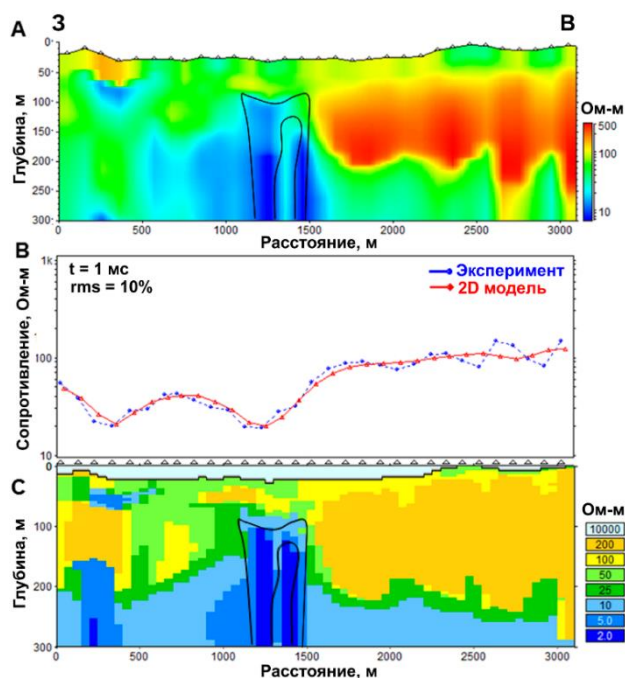 A З В
0
50
100
150
200
250
300
Глубина, м
0 500 1000 1500 2000 2500 3000
Расстояние, м
Ом-м
500
100
10
B
t = 1 мс
rms = 10%
Эксперимент
2D модель
1k
100
10
Сопротивление, Ом-м
C
0
100
200
300
Глубина, м
0 500 1000 1500 2000 2500 3000
Расстояние, м
Ом-м
10000
200
100
50
25
10
5.0
2.0